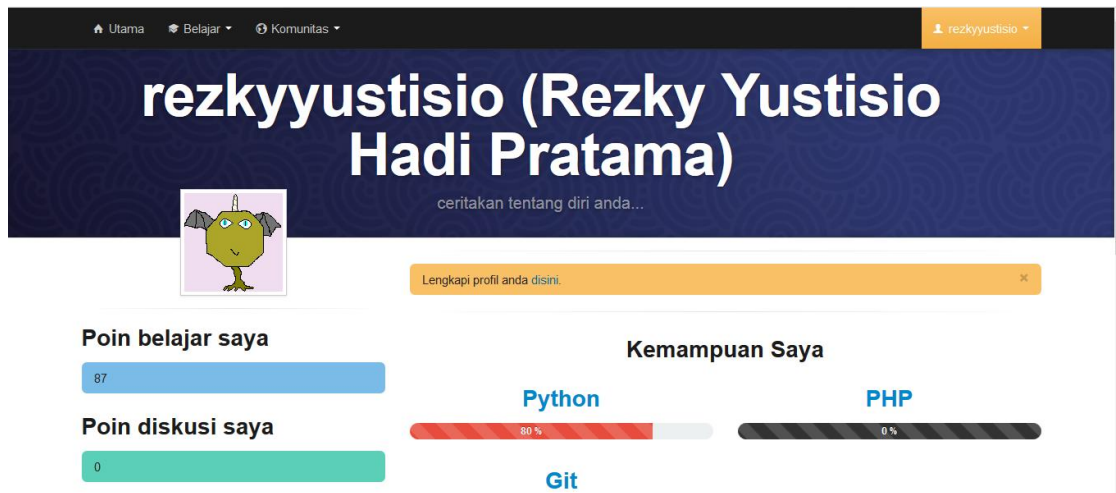 Utama Belajar Komunitas rezkyyustisio
rezkyyustisio (Rezky Yustisio
Hadi Pratama)
ceritakan tentang diri anda...
Lengkapi profil anda disini. ×
Poin belajar saya
87
Poin diskusi saya
0
Kemampuan Saya
Python PHP
80 % 0 %
Git